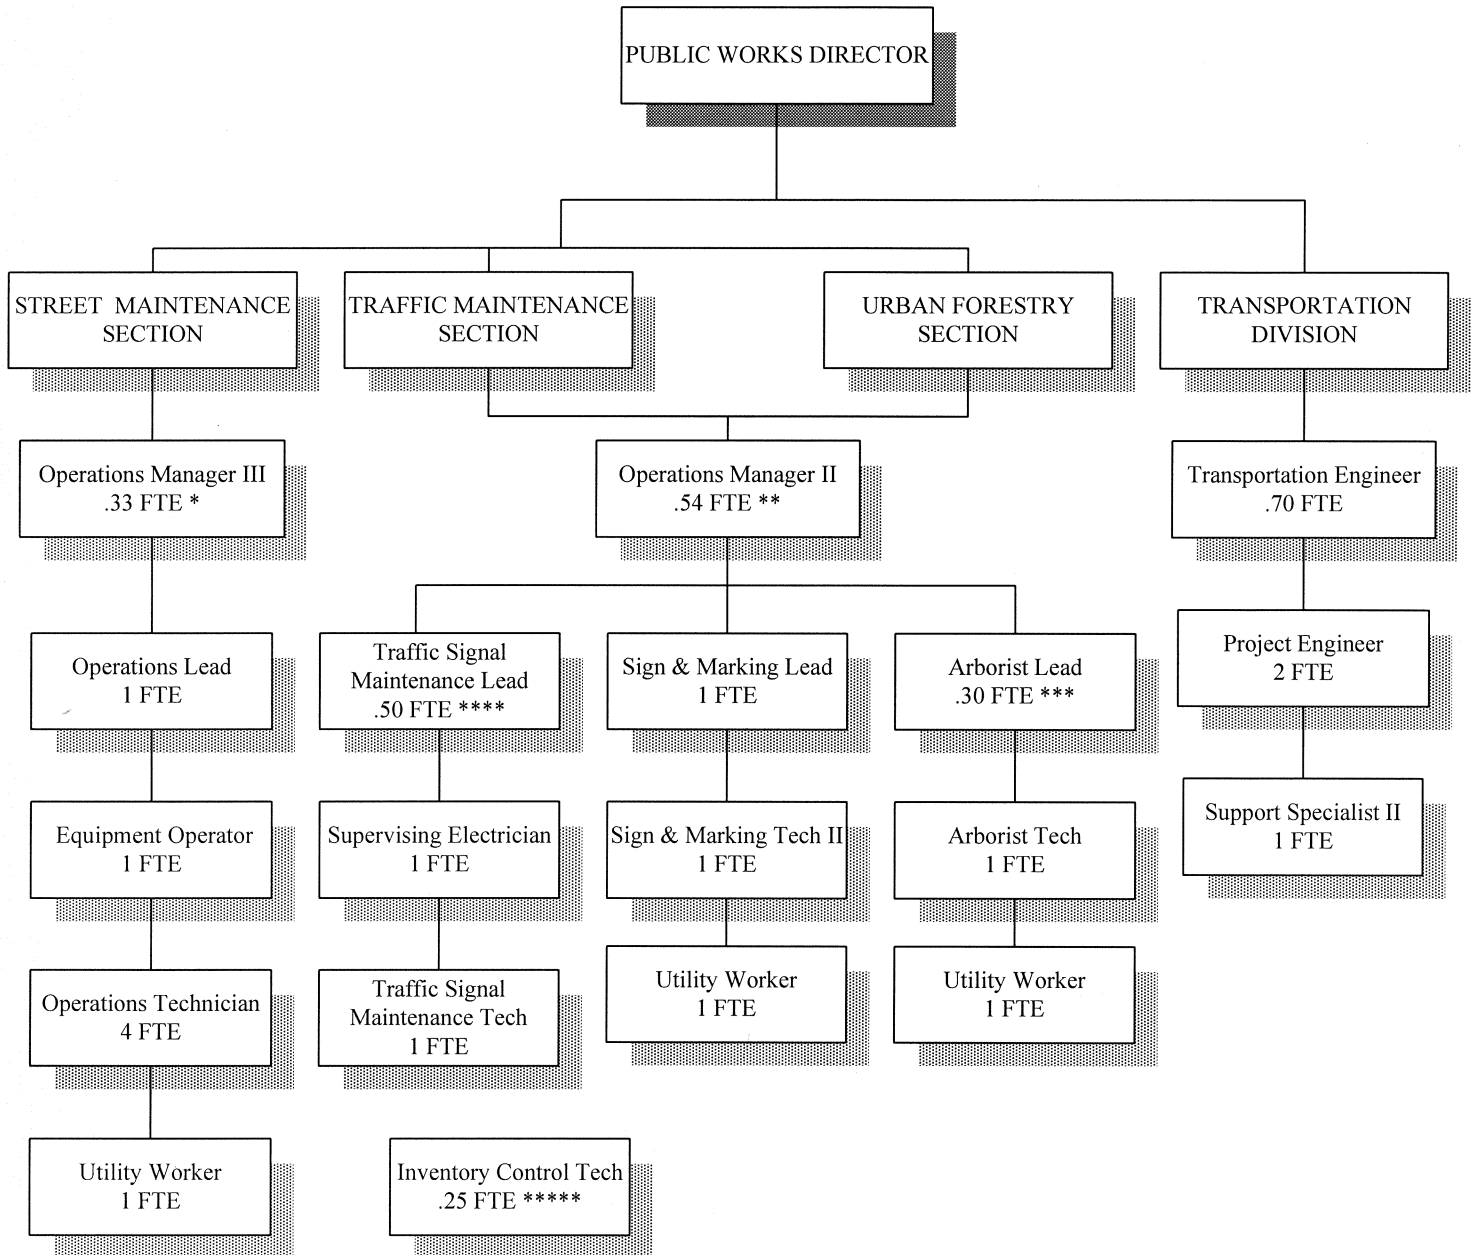 PUBLIC WORKS DIRECTOR
STREET MAINTENANCE
SECTION
TRAFFIC MAINTENANCE
SECTION
URBAN FORESTRY
SECTION
TRANSPORTATION
DIVISION
Operations Manager III
.33 FTE *
Operations Manager II
.54 FTE **
Transportation Engineer
.70 FTE
Operations Lead
1 FTE
Traffic Signal
Maintenance Lead
.50 FTE ****
Sign & Marking Lead
1 FTE
Arborist Lead
.30 FTE ***
Project Engineer
2 FTE
Equipment Operator
1 FTE
Supervising Electrician
1 FTE
Sign & Marking Tech II
1 FTE
Arborist Tech
1 FTE
Support Specialist II
1 FTE
Operations Technician
4 FTE
Traffic Signal
Maintenance Tech
1 FTE
Utility Worker
1 FTE
Utility Worker
1 FTE
Utility Worker
1 FTE
Inventory Control Tech
.25 FTE *****